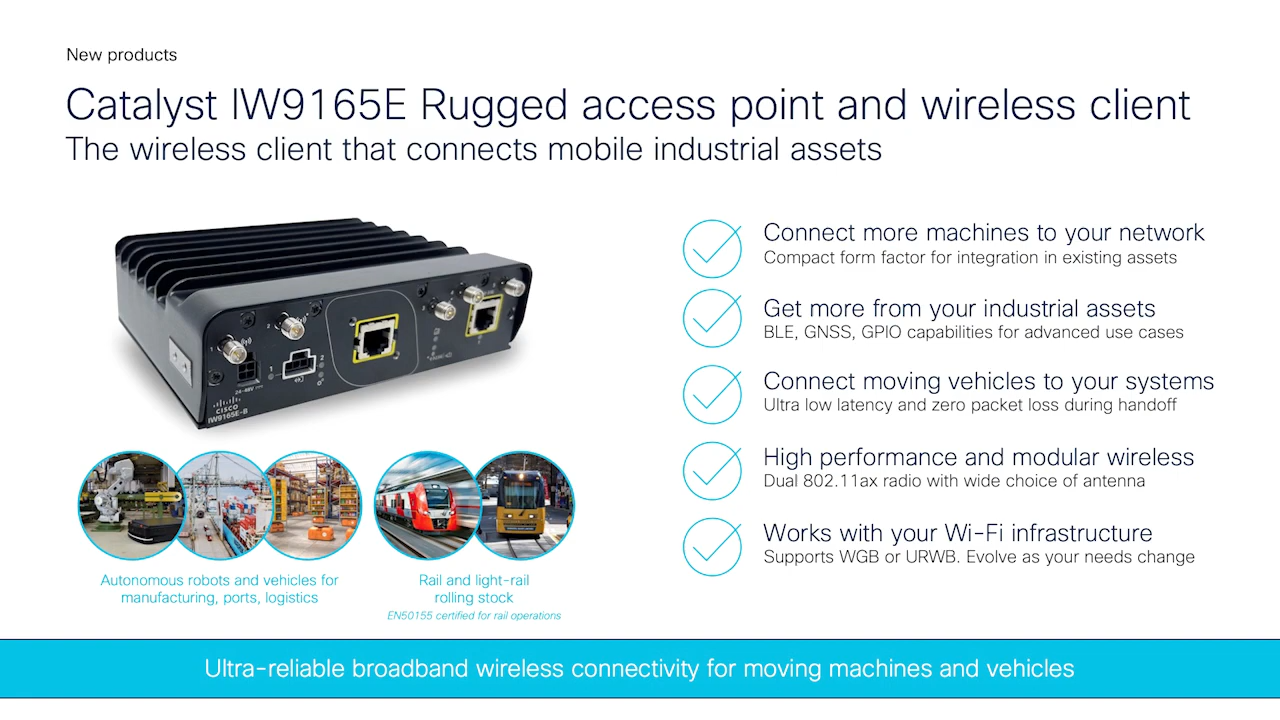 New products
Catalyst IW9165E Rugged access point and wireless client
The wireless client that connects mobile industrial assets
1
2
24-48V
1
2
CISCO
IW9165E-B
Connect more machines to your network
Compact form factor for integration in existing assets
Get more from your industrial assets
BLE, GNSS, GPIO capabilities for advanced use cases
Connect moving vehicles to your systems
Ultra low latency and zero packet loss during handoff
High performance and modular wireless
Dual 802.11ax radio with wide choice of antenna
Works with your Wi-Fi infrastructure
Supports WGB or URWB. Evolve as your needs change
Autonomous robots and vehicles for
manufacturing, ports, logistics
Rail and light-rail
rolling stock
EN50155 certified for rail operations
Ultra-reliable broadband wireless connectivity for moving machines and vehicles